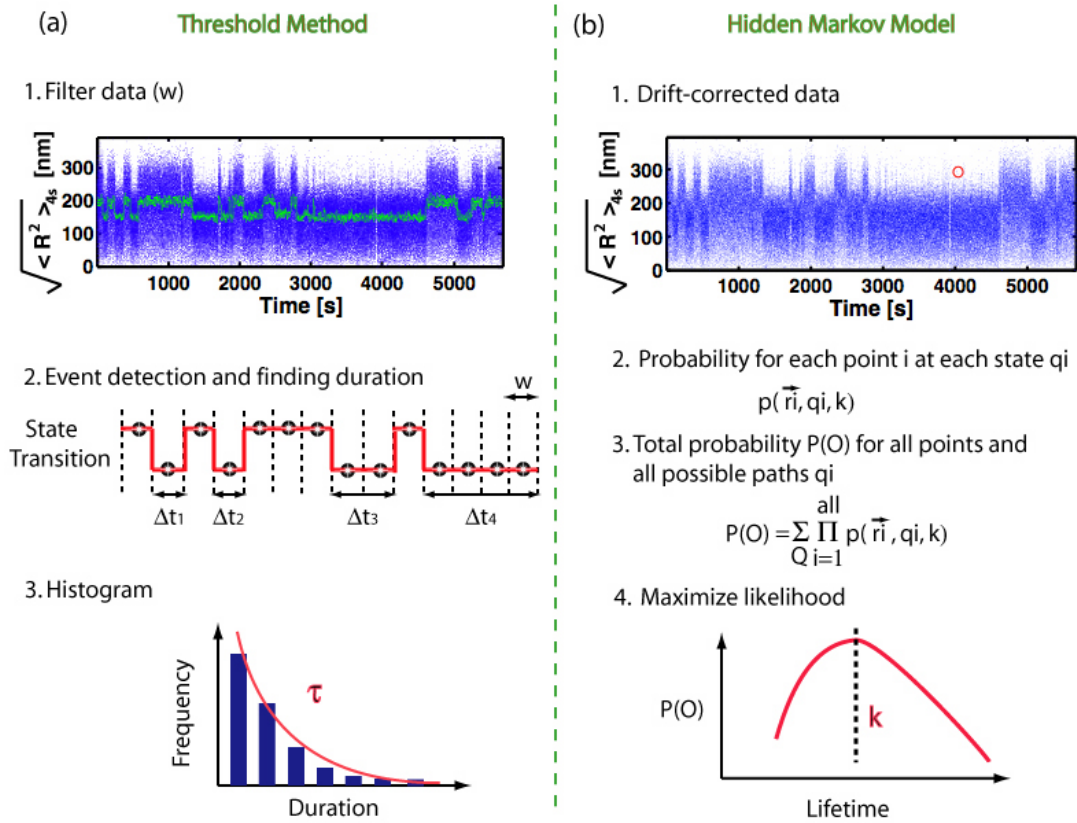 (a)
Threshold Method
1. Filter data (w)
√< R² >4s [nm]
300
200
100
0
1000 2000 3000 4000 5000
Time [s]
2. Event detection and finding duration
w
State
Transition
Δt1 Δt2 Δt3 Δt4
3. Histogram
Frequency
τ
Duration
(b)
Hidden Markov Model
1. Drift-corrected data
√< R² >4s [nm]
300
200
100
0
0 1000 2000 3000 4000 5000
Time [s]
2. Probability for each point i at each state qi
p( ri, qi, k)
3. Total probability P(O) for all points and
all possible paths qi
all
P(O) = Σ Π p( ri , qi, k)
Q i=1
4. Maximize likelihood
P(O)
k
Lifetime